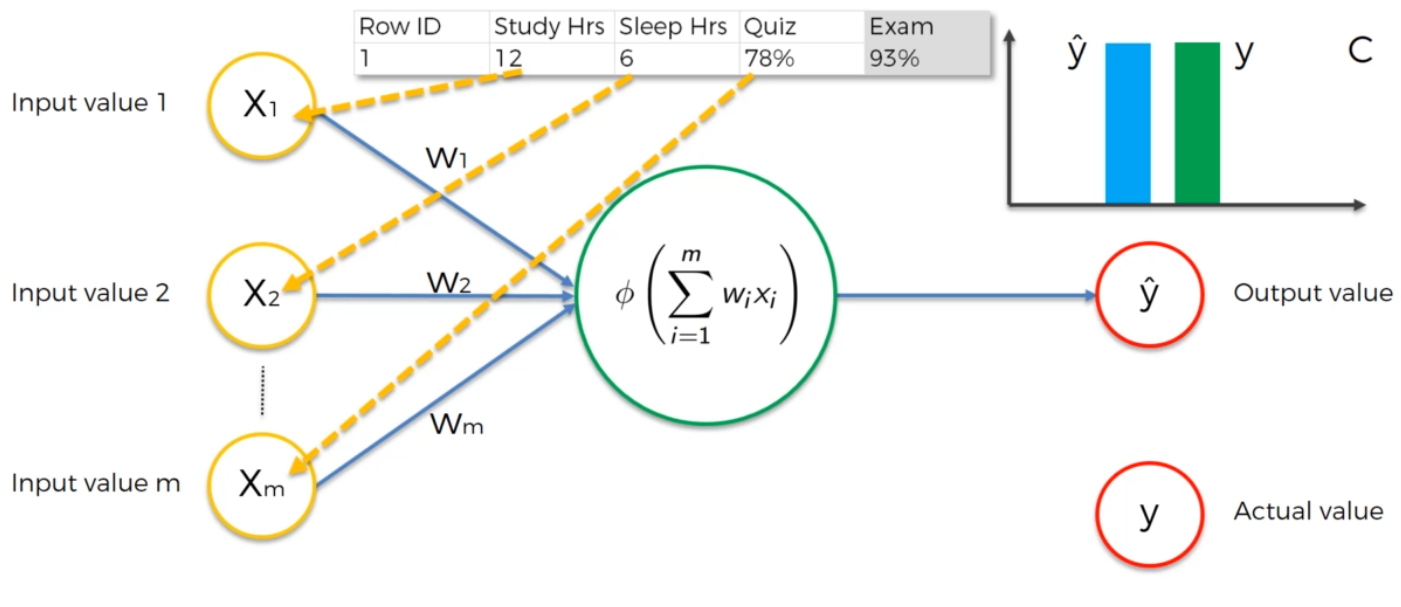 Row ID Study Hrs Sleep Hrs Quiz Exam
1 12 6 78% 93%
ŷ y C
Input value 1 X₁
W₁
Input value 2 X₂ W₂ ϕ(∑ᵢ₌₁ᵐ wᵢxᵢ) ŷ Output value
Wₘ
Input value m Xₘ
y Actual value